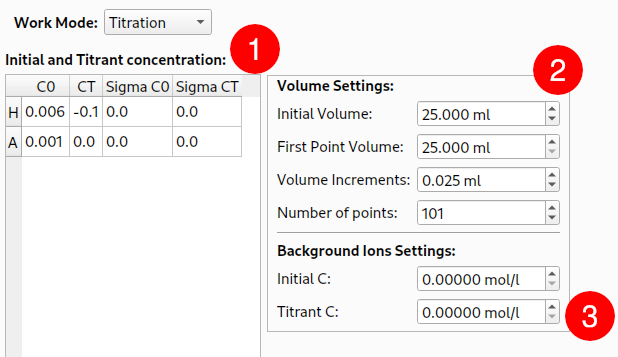 Work Mode: Titration
Initial and Titrant concentration: 1
C0 CT Sigma C0 Sigma CT
H 0.006 -0.1 0.0 0.0
A 0.001 0.0 0.0 0.0
2
Volume Settings:
Initial Volume: 25.000 ml
First Point Volume: 25.000 ml
Volume Increments: 0.025 ml
Number of points: 101
Background Ions Settings:
Initial C: 0.00000 mol/l
Titrant C: 0.00000 mol/l
3